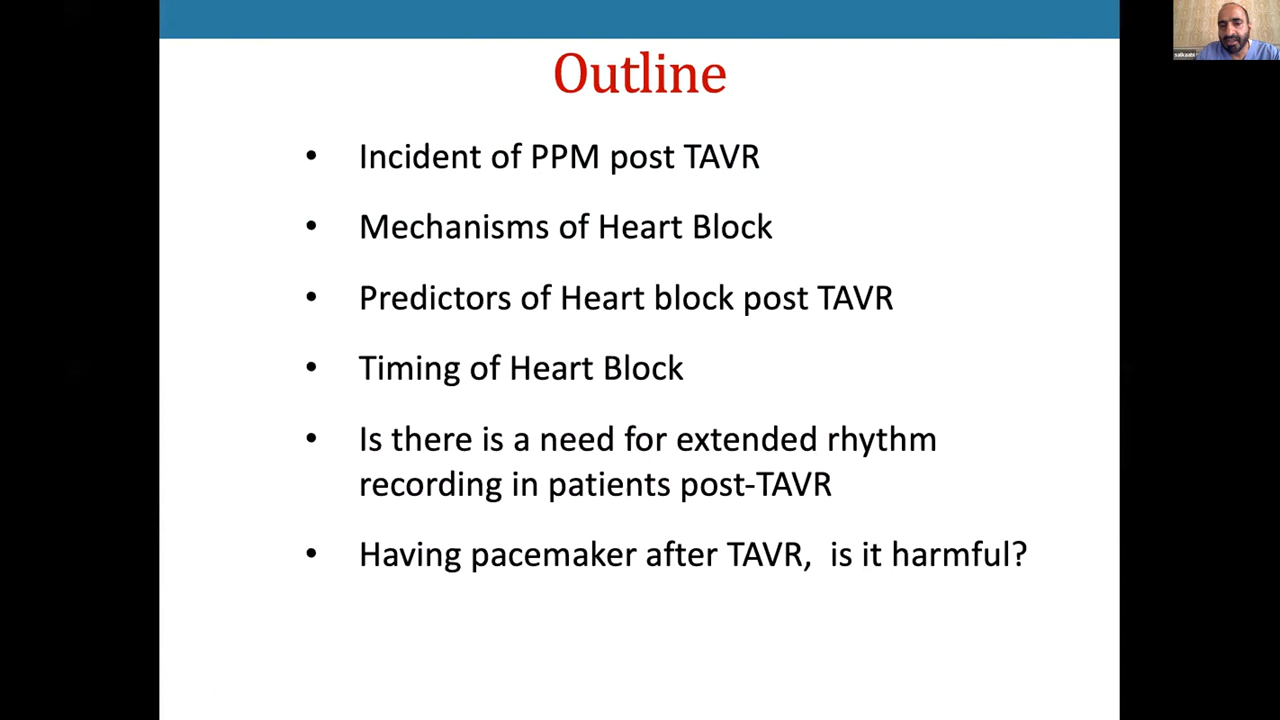 Outline
• Incident of PPM post TAVR
• Mechanisms of Heart Block
• Predictors of Heart block post TAVR
• Timing of Heart Block
• Is there is a need for extended rhythm
recording in patients post-TAVR
• Having pacemaker after TAVR,  is it harmful?